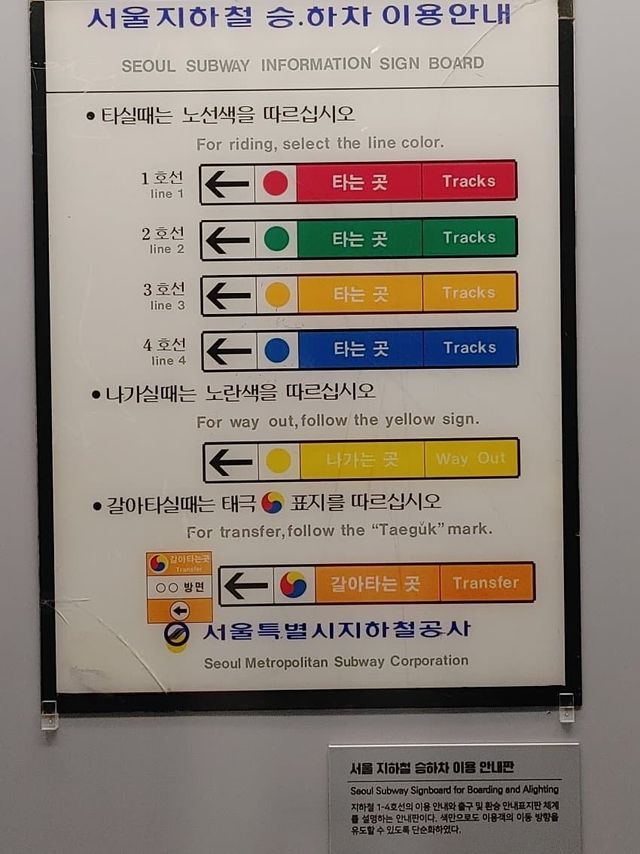 서울지하철 승.하차 이용안내
SEOUL SUBWAY INFORMATION SIGN BOARD
• 타실때는 노선색을 따르십시오
For riding, select the line color.
1 호선
line 1
타는 곳 Tracks
2 호선
line 2
타는 곳 Tracks
3 호선
line 3
타는 곳 Tracks
4 호선
line 4
타는 곳 Tracks
• 나가실때는 노란색을 따르십시오
For way out, follow the yellow sign.
나가는 곳 Way Out
• 갈아타실때는 태극 표지를 따르십시오
For transfer, follow the “Taegŭk” mark.
갈아타는곳
Transfer
○○ 방면
갈아타는 곳 Transfer
서울특별시지하철공사
Seoul Metropolitan Subway Corporation
서울 지하철 승하차 이용 안내판
Seoul Subway Signboard for Boarding and Alighting
지하철 1-4호선의 이용 안내와 출구 및 환승 안내표지판 체계
를 설명하는 안내판이다. 색만으로도 이용객의 이동 방향을
유도할 수 있도록 단순화하였다.